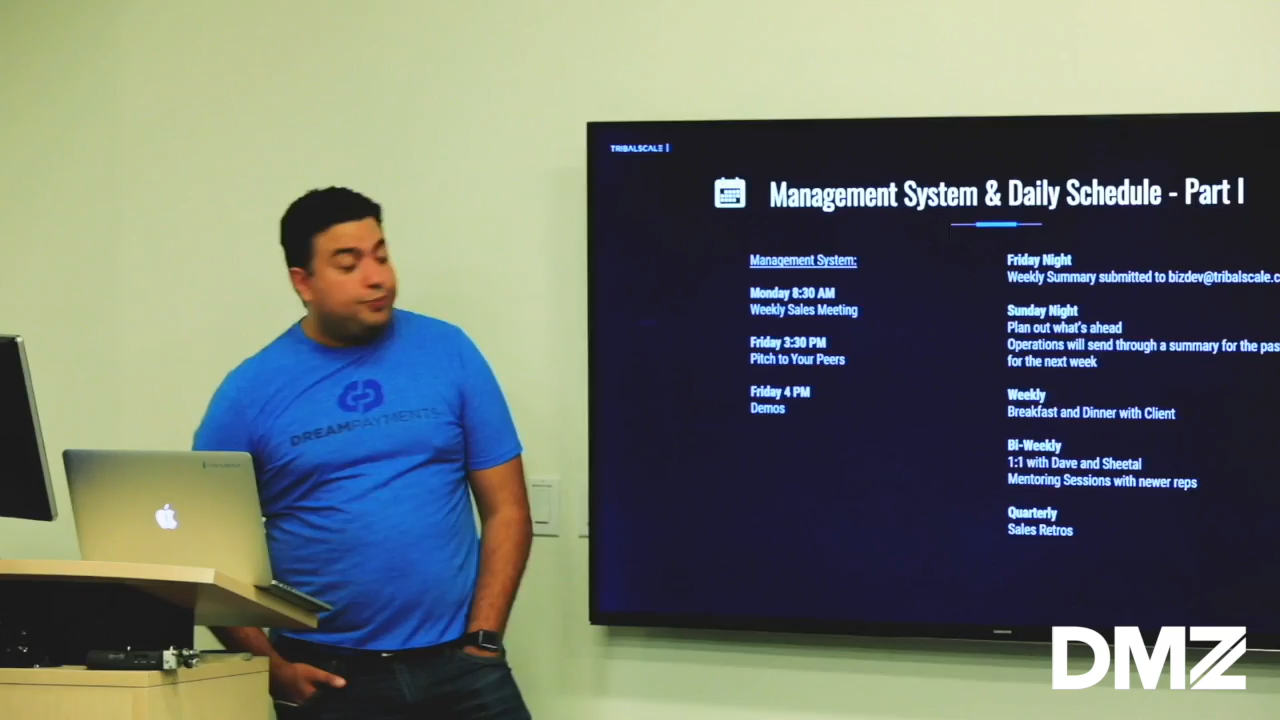 TRIBALSCALE
Management System & Daily Schedule - Part I
Management System:
Monday 8:30 AM
Weekly Sales Meeting
Friday 3:30 PM
Pitch to Your Peers
Friday 4 PM
Demos
Friday Night
Weekly Summary submitted to bizdev@tribalscale.c
Sunday Night
Plan out what's ahead
Operations will send through a summary for the pas
for the next week
Weekly
Breakfast and Dinner with Client
Bi-Weekly
1:1 with Dave and Sheetal
Mentoring Sessions with newer reps
Quarterly
Sales Retros
DREAMPAYMENTS
DMZ